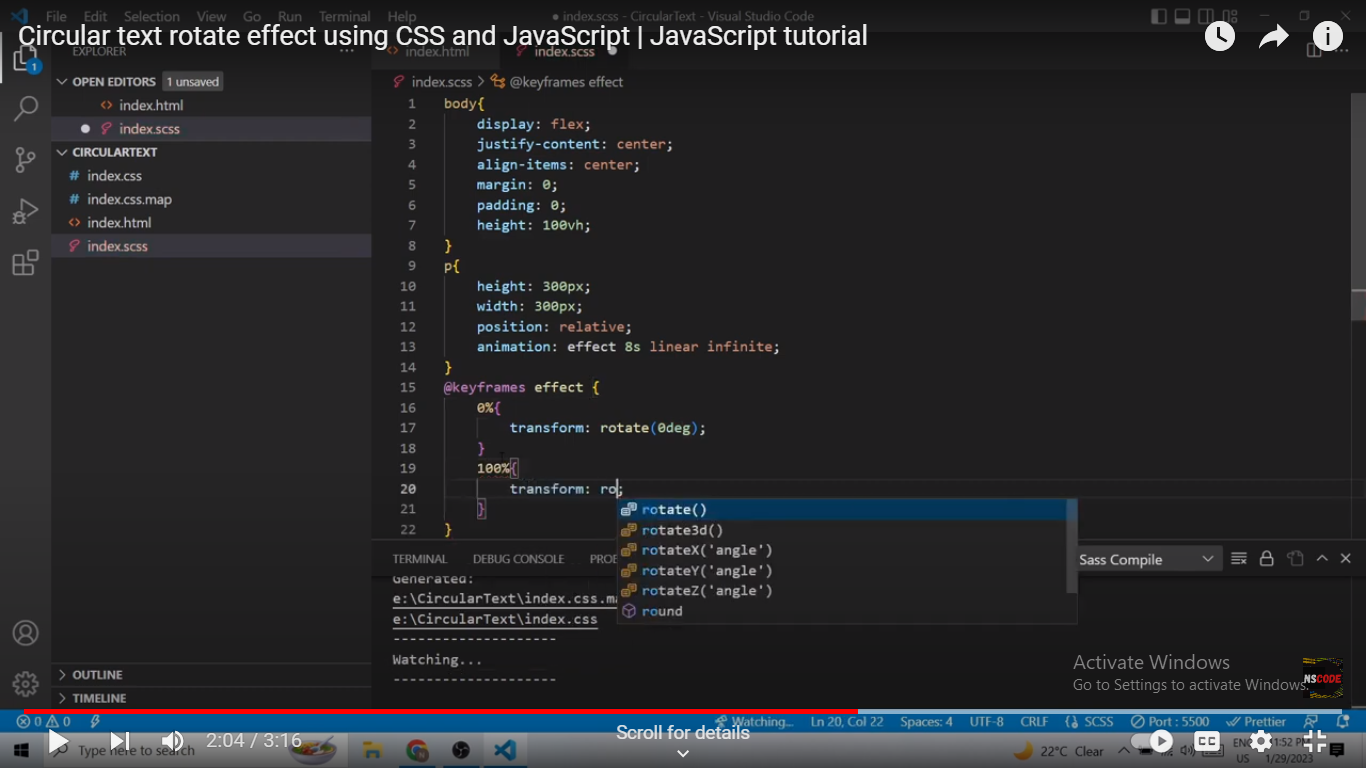 File Edit Selection View Go Run Terminal Help
● index.scss - CircularText - Visual Studio Code
Circular text rotate effect using CSS and JavaScript | JavaScript tutorial
EXPLORER
index.html
index.scss
1
OPEN EDITORS 1 unsaved
index.html
index.scss
CIRCULARTEXT
# index.css
# index.css.map
index.html
index.scss
OUTLINE
TIMELINE
index.scss > @keyframes effect
1 body{
2 display: flex;
3 justify-content: center;
4 align-items: center;
5 margin: 0;
6 padding: 0;
7 height: 100vh;
8 }
9 p{
10 height: 300px;
11 width: 300px;
12 position: relative;
13 animation: effect 8s linear infinite;
14 }
15 @keyframes effect {
16 0%{
17 transform: rotate(0deg);
18 }
19 100%{
20 transform: ro;
21 }
22 }
rotate()
rotate3d()
rotateX('angle')
rotateY('angle')
rotateZ('angle')
round
TERMINAL DEBUG CONSOLE
Sass Compile
Generated:
e:\CircularText\index.css.m
e:\CircularText\index.css
-------------------
Watching...
-------------------
Activate Windows
Go to Settings to activate Windows.
NSCODE
0 0
Watching... Ln 20, Col 22 Spaces: 4 UTF-8 CRLF {} SCSS Port : 5500 Prettier
Scroll for details
2:04 / 3:16
Type here to search
22°C Clear
CC
ENG
US
11:52 PM
1/29/2023